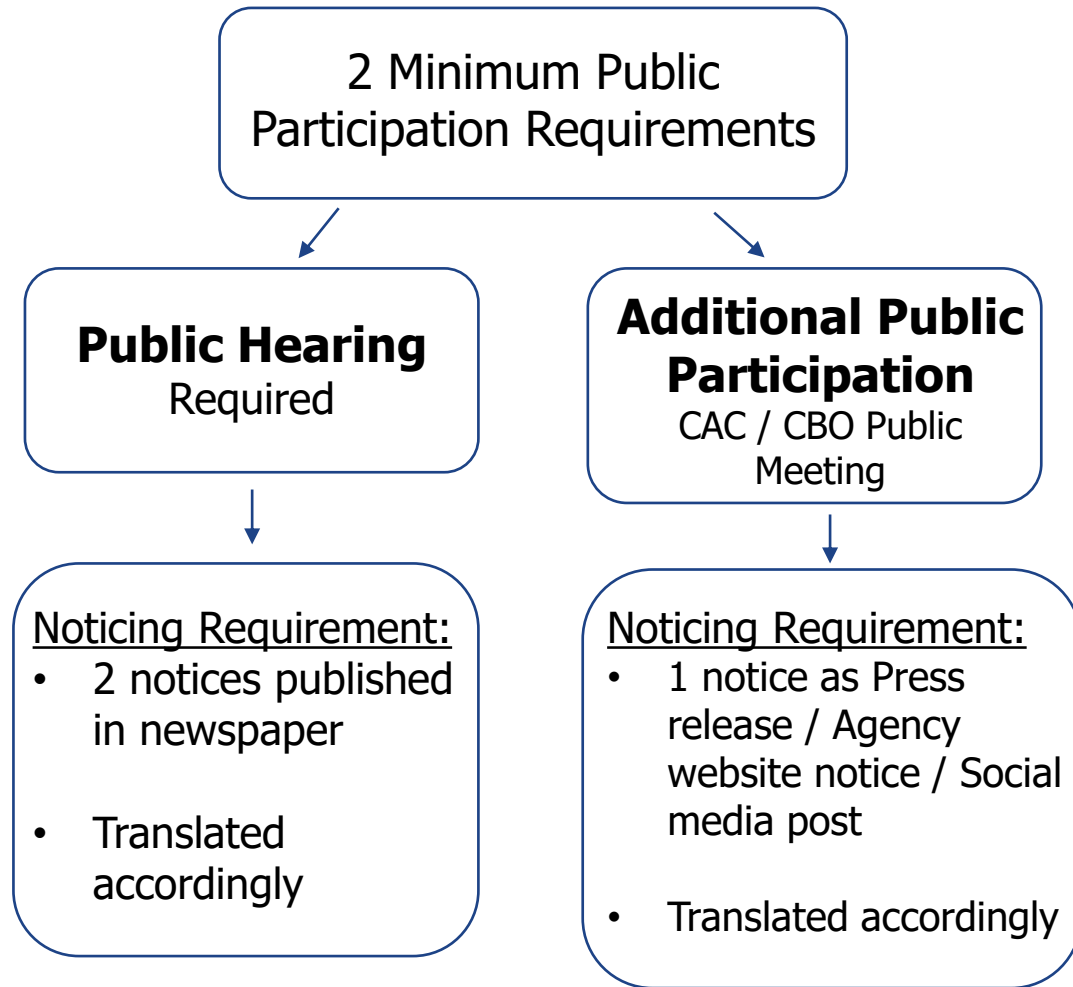 2 Minimum Public
Participation Requirements
Public Hearing
Required
Additional Public
Participation
CAC / CBO Public
Meeting
Noticing Requirement:
• 2 notices published
in newspaper
• Translated
accordingly
Noticing Requirement:
• 1 notice as Press
release / Agency
website notice / Social
media post
• Translated accordingly